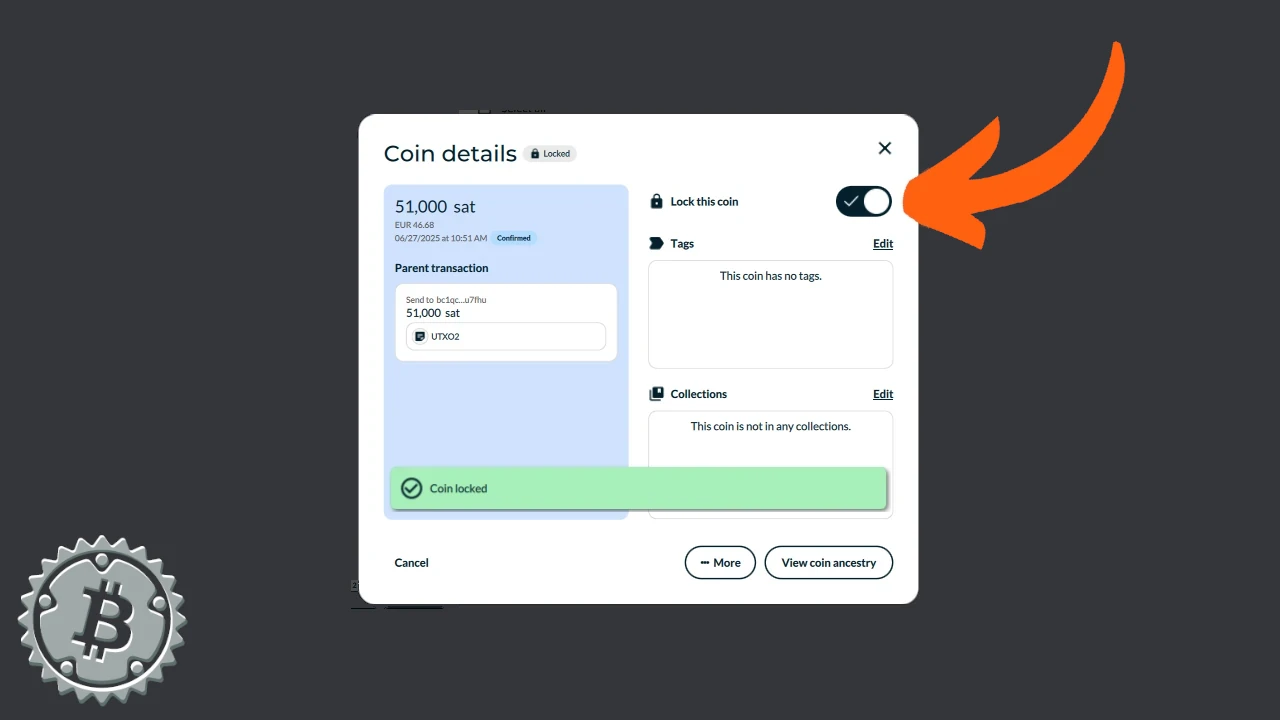 Coin details
Locked
51,000 sat
EUR 46.68
06/27/2025 at 10:51 AM Confirmed
Parent transaction
Send to bc1qc...u7fhu
51,000 sat
UTXO2
Lock this coin
Tags Edit
This coin has no tags.
Collections Edit
This coin is not in any collections.
Coin locked
Cancel
More
View coin ancestry